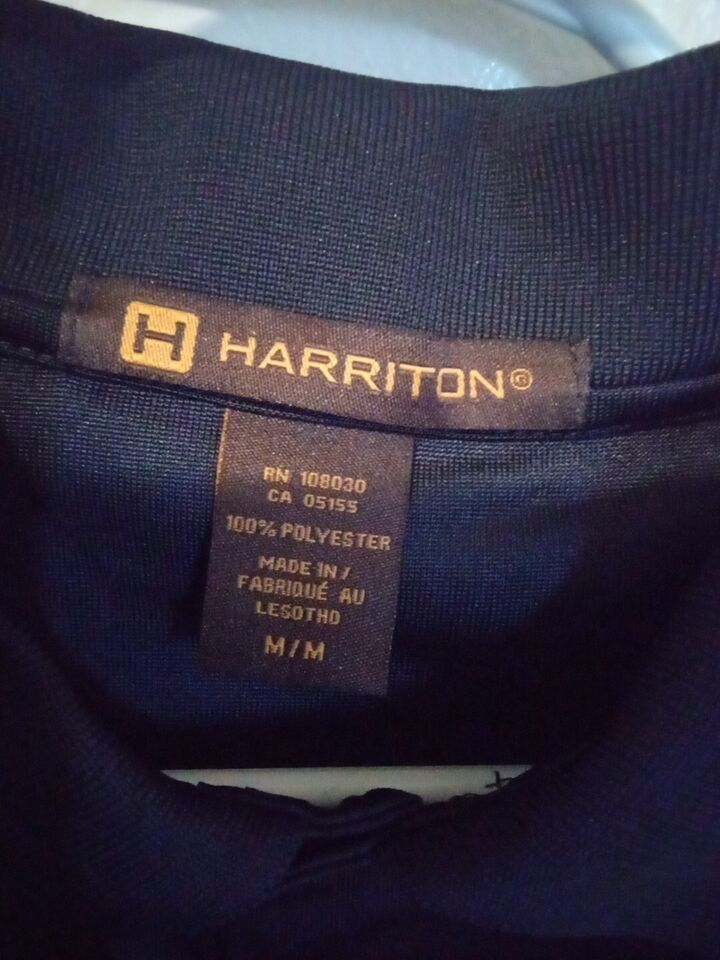 H HARRITON®
RN 108030
CA 05155
100% POLYESTER
MADE IN /
FABRIQUÉ AU
LESOTHO
M/M